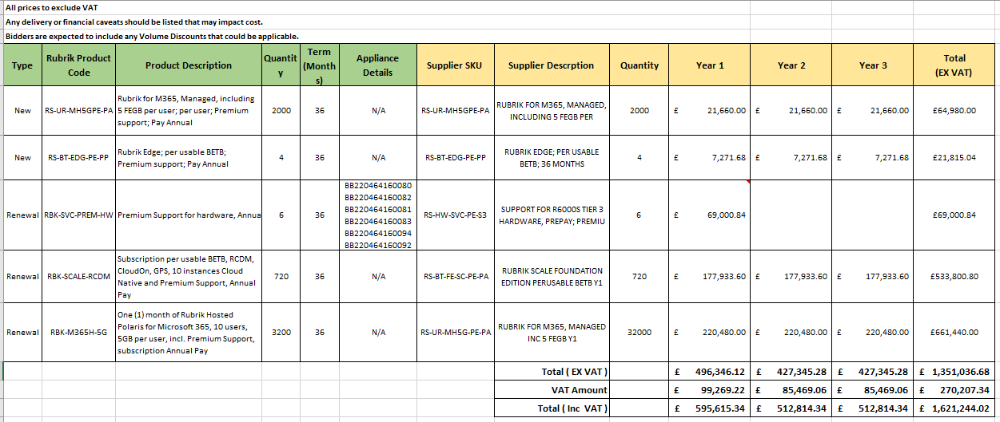 All prices to exclude VAT
Any delivery or financial caveats should be listed that may impact cost.
Bidders are expected to include any Volume Discounts that could be applicable.
Type
Rubrik Product
Code
Product Description
Quantit
y
Term
(Month
s)
Appliance
Details
Supplier SKU
Supplier Descrption
Quantity
Year 1
Year 2
Year 3
Total
(EX VAT)
New
RS-UR-MH5GPE-PA
Rubrik for M365, Managed, including
5 FEGB per user; per user; Premium
support; Pay Annual
2000
36
N/A
RS-UR-MH5GPE-PA
RUBRIK FOR M365, MANAGED,
INCLUDING 5 FEGB PER
2000
£ 21,660.00
£ 21,660.00
£ 21,660.00
£64,980.00
New
RS-BT-EDG-PE-PP
Rubrik Edge; per usable BETB;
Premium support; Pay Annual
4
36
N/A
RS-BT-EDG-PE-PP
RUBRIK EDGE; PER USABLE
BETB; 36 MONTHS
4
£ 7,271.68
£ 7,271.68
£ 7,271.68
£21,815.04
Renewal
RBK-SVC-PREM-HW
Premium Support for hardware, Annua
6
36
BB220464160080
BB220464160082
BB220464160081
BB220464160083
BB220464160094
BB220464160092
RS-HW-SVC-PE-S3
SUPPORT FOR R6000S TIER 3
HARDWARE, PREPAY; PREMIU
6
£ 69,000.84
£69,000.84
Renewal
RBK-SCALE-RCDM
Subscription per usable BETB, RCDM,
CloudOn, GPS, 10 instances Cloud
Native and Premium Support, Annual
Pay
720
36
N/A
RS-BT-FE-SC-PE-PA
RUBRIK SCALE FOUNDATION
EDITION PERUSABLE BETB Y1
720
£ 177,933.60
£ 177,933.60
£ 177,933.60
£533,800.80
Renewal
RBK-M365H-5G
One (1) month of Rubrik Hosted
Polaris for Microsoft 365, 10 users,
5GB per user, incl. Premium Support,
subscription Annual Pay
3200
36
N/A
RS-UR-MH5G-PE-PA
RUBRIK FOR M365, MANAGED
INC 5 FEGB Y1
32000
£ 220,480.00
£ 220,480.00
£ 220,480.00
£661,440.00
Total ( EX VAT ) £ 496,346.12 £ 427,345.28 £ 427,345.28 £ 1,351,036.68
VAT Amount £ 99,269.22 £ 85,469.06 £ 85,469.06 £ 270,207.34
Total ( Inc VAT ) £ 595,615.34 £ 512,814.34 £ 512,814.34 £ 1,621,244.02